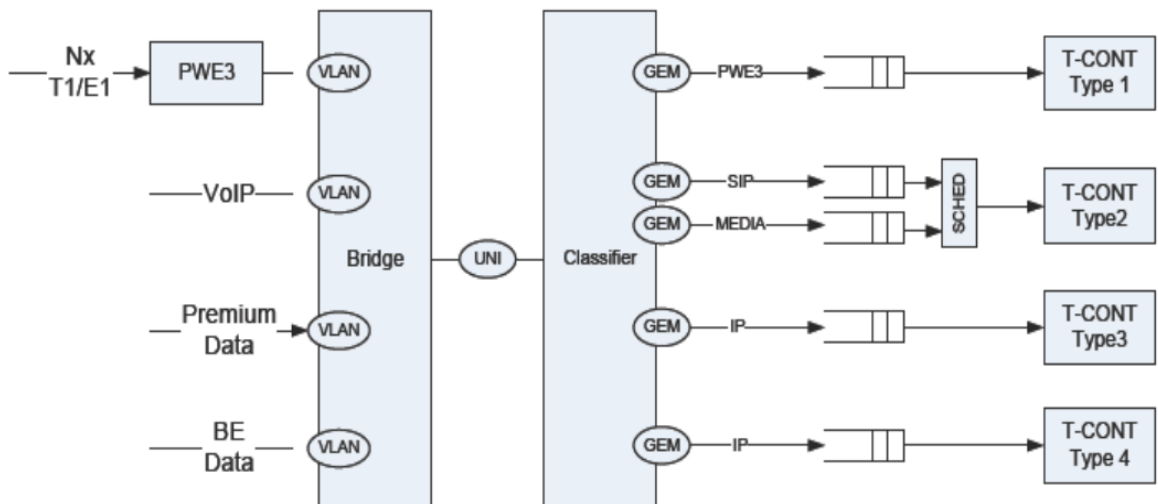 Nx
T1/E1
PWE3
VLAN
GEM
PWE3
T-CONT
Type 1
VoIP
VLAN
GEM
SIP
GEM
MEDIA
SCHED
T-CONT
Type2
Bridge
UNI
Classifier
Premium
Data
VLAN
GEM
IP
T-CONT
Type3
BE
Data
VLAN
GEM
IP
T-CONT
Type 4